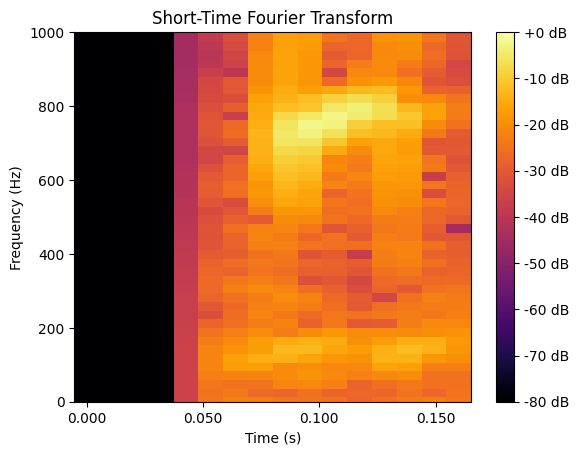 Short-Time Fourier Transform
Frequency (Hz)
1000
800
600
400
200
0
0.000
0.050
0.100
0.150
Time (s)
+0 dB
-10 dB
-20 dB
-30 dB
-40 dB
-50 dB
-60 dB
-70 dB
-80 dB